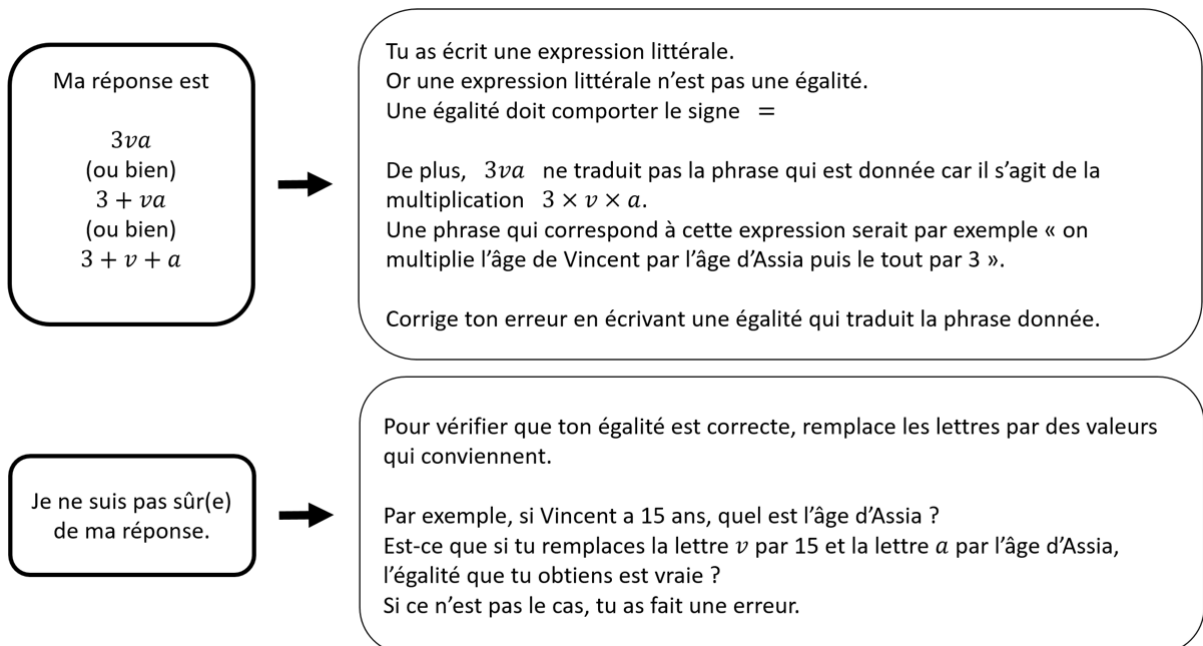 Ma réponse est
3va
(ou bien)
3 + va
(ou bien)
3 + v + a
Tu as écrit une expression littérale.
Or une expression littérale n’est pas une égalité.
Une égalité doit comporter le signe =
De plus, 3va ne traduit pas la phrase qui est donnée car il s’agit de la
multiplication 3 × v × a.
Une phrase qui correspond à cette expression serait par exemple « on
multiplie l’âge de Vincent par l’âge d’Assia puis le tout par 3 ».
Corrige ton erreur en écrivant une égalité qui traduit la phrase donnée.
Je ne suis pas sûr(e)
de ma réponse.
Pour vérifier que ton égalité est correcte, remplace les lettres par des valeurs
qui conviennent.
Par exemple, si Vincent a 15 ans, quel est l’âge d’Assia ?
Est-ce que si tu remplaces la lettre v par 15 et la lettre a par l’âge d’Assia,
l’égalité que tu obtiens est vraie ?
Si ce n’est pas le cas, tu as fait une erreur.